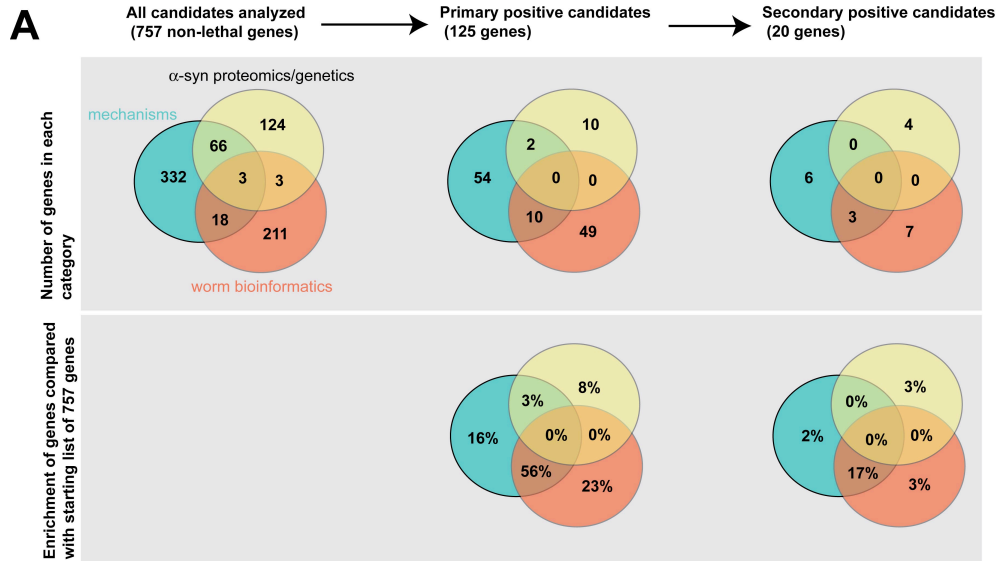 A
All candidates analyzed
(757 non-lethal genes)
Primary positive candidates
(125 genes)
Secondary positive candidates
(20 genes)
Number of genes in each
category
α-syn proteomics/genetics
mechanisms
124
66
332
3
3
18
211
worm bioinformatics
10
2
54
0
0
10
49
4
0
6
0
0
3
7
Enrichment of genes compared
with starting list of 757 genes
8%
3%
16%
0%
0%
56%
23%
3%
0%
2%
0%
0%
17%
3%